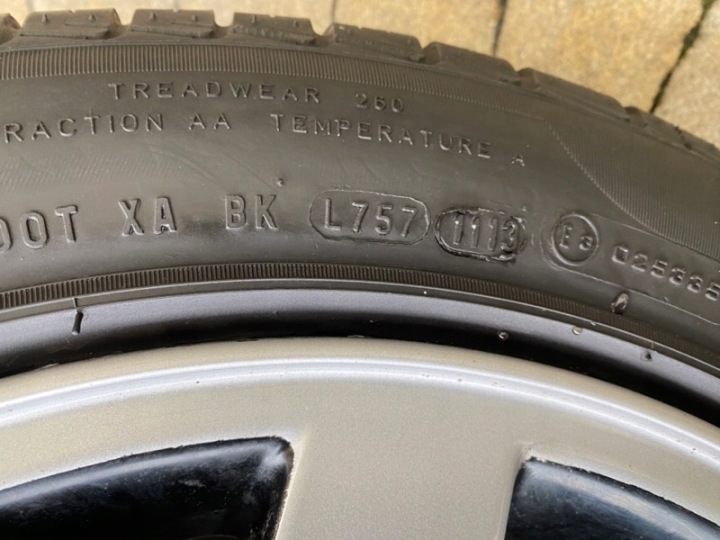 TREADWEAR 260
RACTION AA TEMPERATURE A
DOT XA BK L757 1113 E3 025335